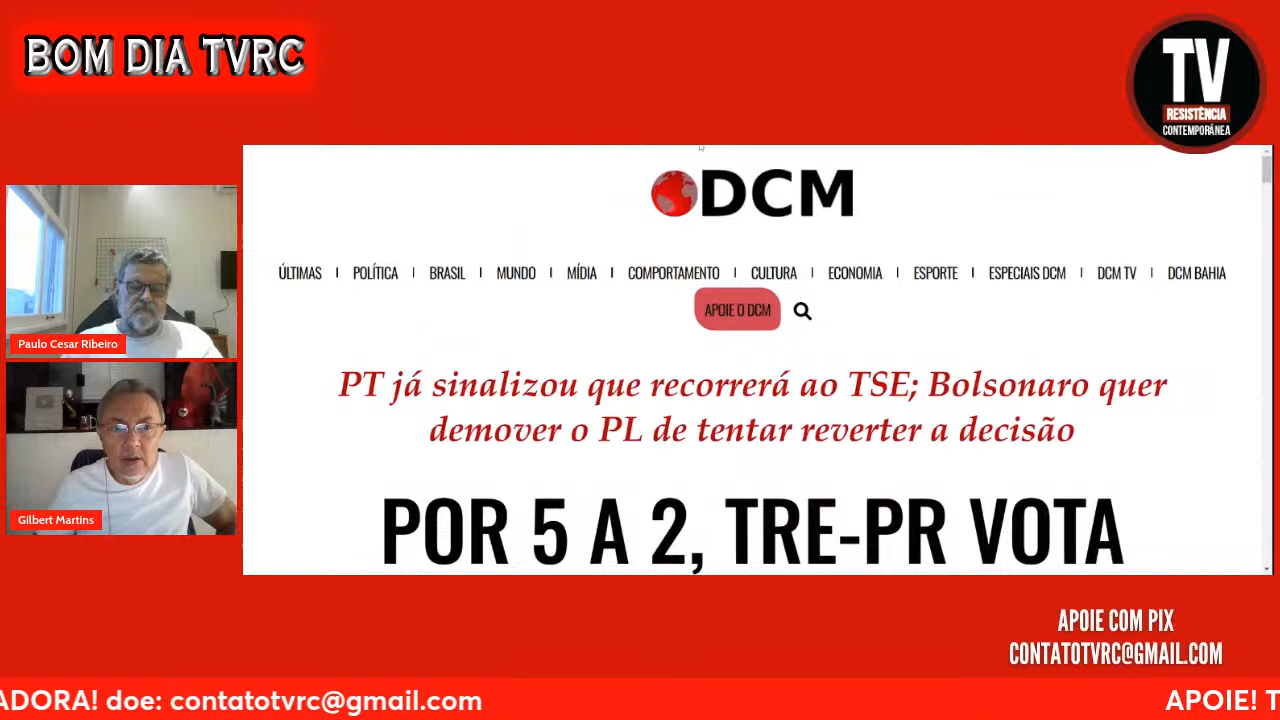 BOM DIA TVRC
TV
RESISTÊNCIA
CONTEMPORÂNEA
DCM
ÚLTIMAS | POLÍTICA | BRASIL | MUNDO | MÍDIA | COMPORTAMENTO | CULTURA | ECONOMIA | ESPORTE | ESPECIAIS DCM | DCM TV | DCM BAHIA
APOIE O DCM
PT já sinalizou que recorrerá ao TSE; Bolsonaro quer
demover o PL de tentar reverter a decisão
POR 5 A 2, TRE-PR VOTA
Paulo Cesar Ribeiro
Gilbert Martins
APOIE COM PIX
CONTATOTVRC@GMAIL.COM
ADORA! doe: contatotvrc@gmail.com APOIE! T